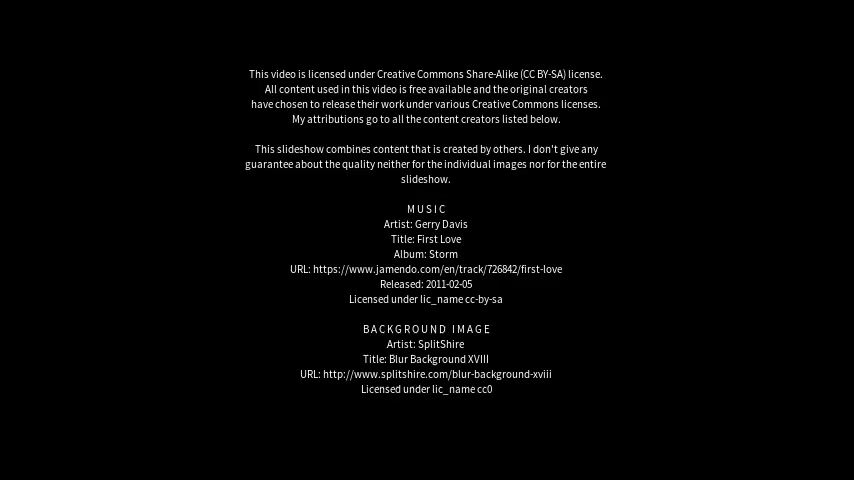 This video is licensed under Creative Commons Share-Alike (CC BY-SA) license.
All content used in this video is free available and the original creators
have chosen to release their work under various Creative Commons licenses.
My attributions go to all the content creators listed below.
This slideshow combines content that is created by others. I don't give any
guarantee about the quality neither for the individual images nor for the entire
slideshow.
MUSIC
Artist: Gerry Davis
Title: First Love
Album: Storm
URL: https://www.jamendo.com/en/track/726842/first-love
Released: 2011-02-05
Licensed under lic_name cc-by-sa
BACKGROUND IMAGE
Artist: SplitShire
Title: Blur Background XVIII
URL: http://www.splitshire.com/blur-background-xviii
Licensed under lic_name cc0